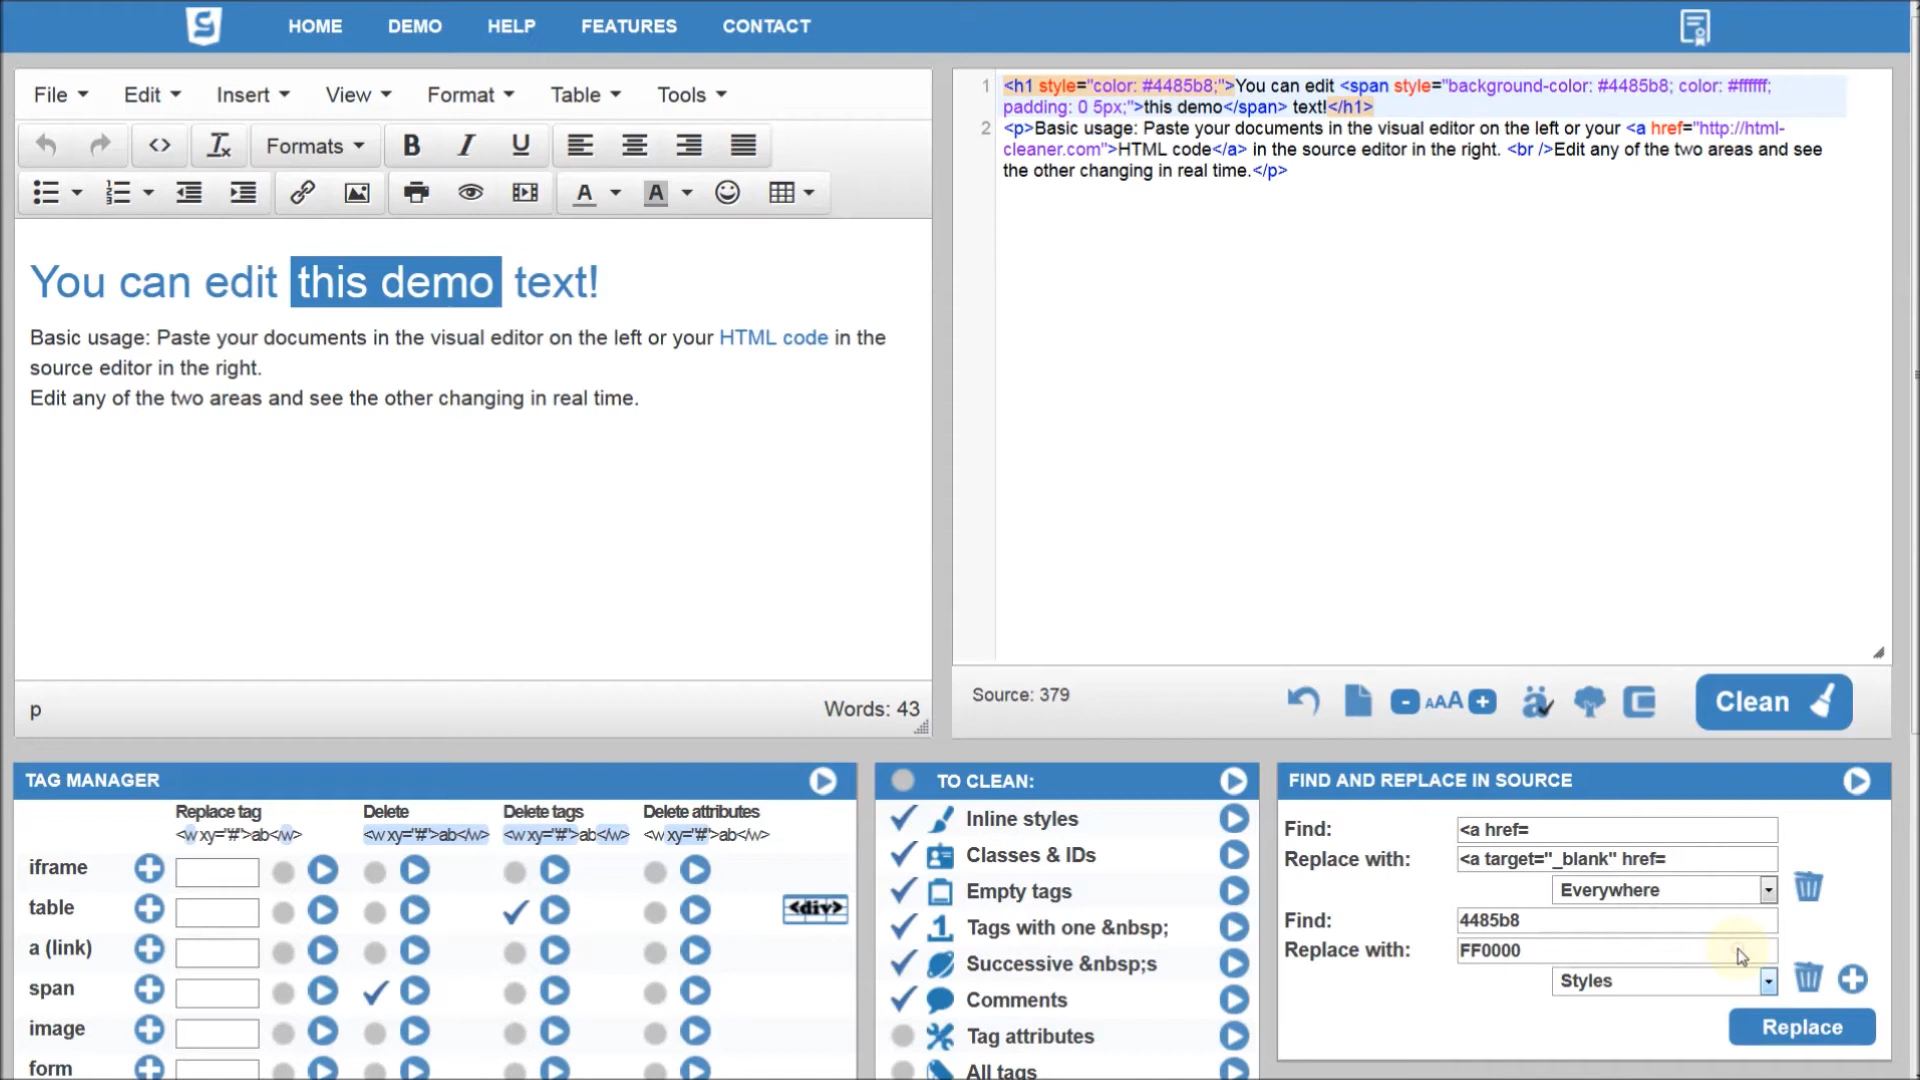 HOME DEMO HELP FEATURES CONTACT
File Edit Insert View Format Table Tools
Formats B I U
A A
You can edit this demo text!
Basic usage: Paste your documents in the visual editor on the left or your HTML code in the
source editor in the right.
Edit any of the two areas and see the other changing in real time.
p Words: 43
1 <h1 style="color: #4485b8;">You can edit <span style="background-color: #4485b8; color: #ffffff;
padding: 0 5px;">this demo</span> text!</h1>
2 <p>Basic usage: Paste your documents in the visual editor on the left or your <a href="http://html-
cleaner.com">HTML code</a> in the source editor in the right. <br />Edit any of the two areas and see
the other changing in real time.</p>
Source: 379 - AAA + Clean
TAG MANAGER
Replace tag Delete Delete tags Delete attributes
<w xy="#">ab</w> <w xy="#">ab</w> <w xy="#">ab</w> <w xy="#">ab</w>
iframe
table <div>
a (link)
span
image
form
TO CLEAN:
Inline styles
Classes & IDs
Empty tags
Tags with one &nbsp;
Successive &nbsp;s
Comments
Tag attributes
All tags
FIND AND REPLACE IN SOURCE
Find: <a href=
Replace with: <a target="_blank" href=
Everywhere
Find: 4485b8
Replace with: FF0000
Styles
Replace